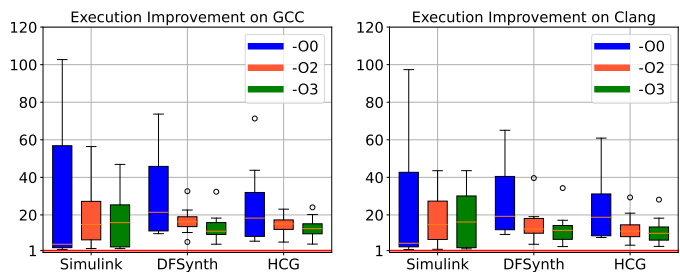 Execution Improvement on GCC
120
100
80
60
40
20
1
-O0
-O2
-O3
Simulink DFSynth HCG
Execution Improvement on Clang
120
100
80
60
40
20
1
-O0
-O2
-O3
Simulink DFSynth HCG